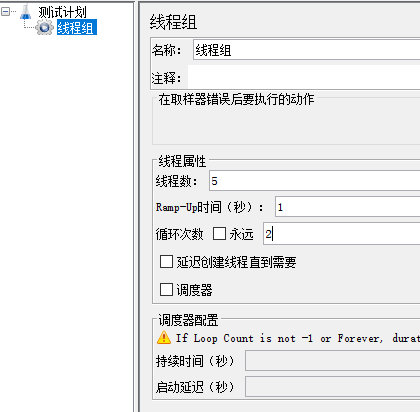 测试计划
线程组
线程组
名称: 线程组
注释:
在取样器错误后要执行的动作
线程属性
线程数: 5
Ramp-Up时间（秒）: 1
循环次数 永远 2
延迟创建线程直到需要
调度器
调度器配置
If Loop Count is not -1 or Forever, durat
持续时间（秒）
启动延迟（秒）